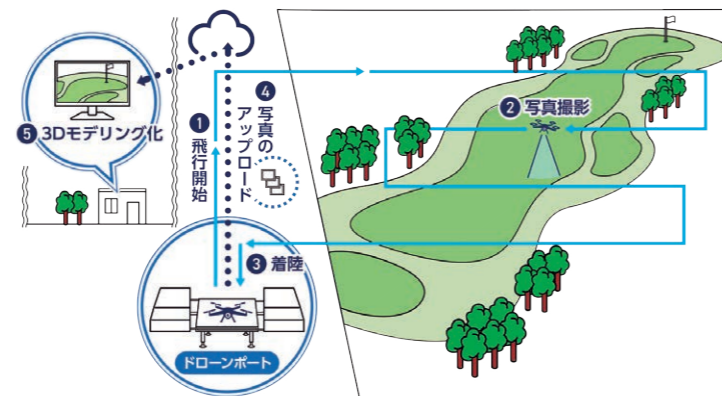 ❺ 3Dモデリング化
❶ 飛行開始
❹ 写真の
アップロード
❷ 写真撮影
❸ 着陸
ドローンポート